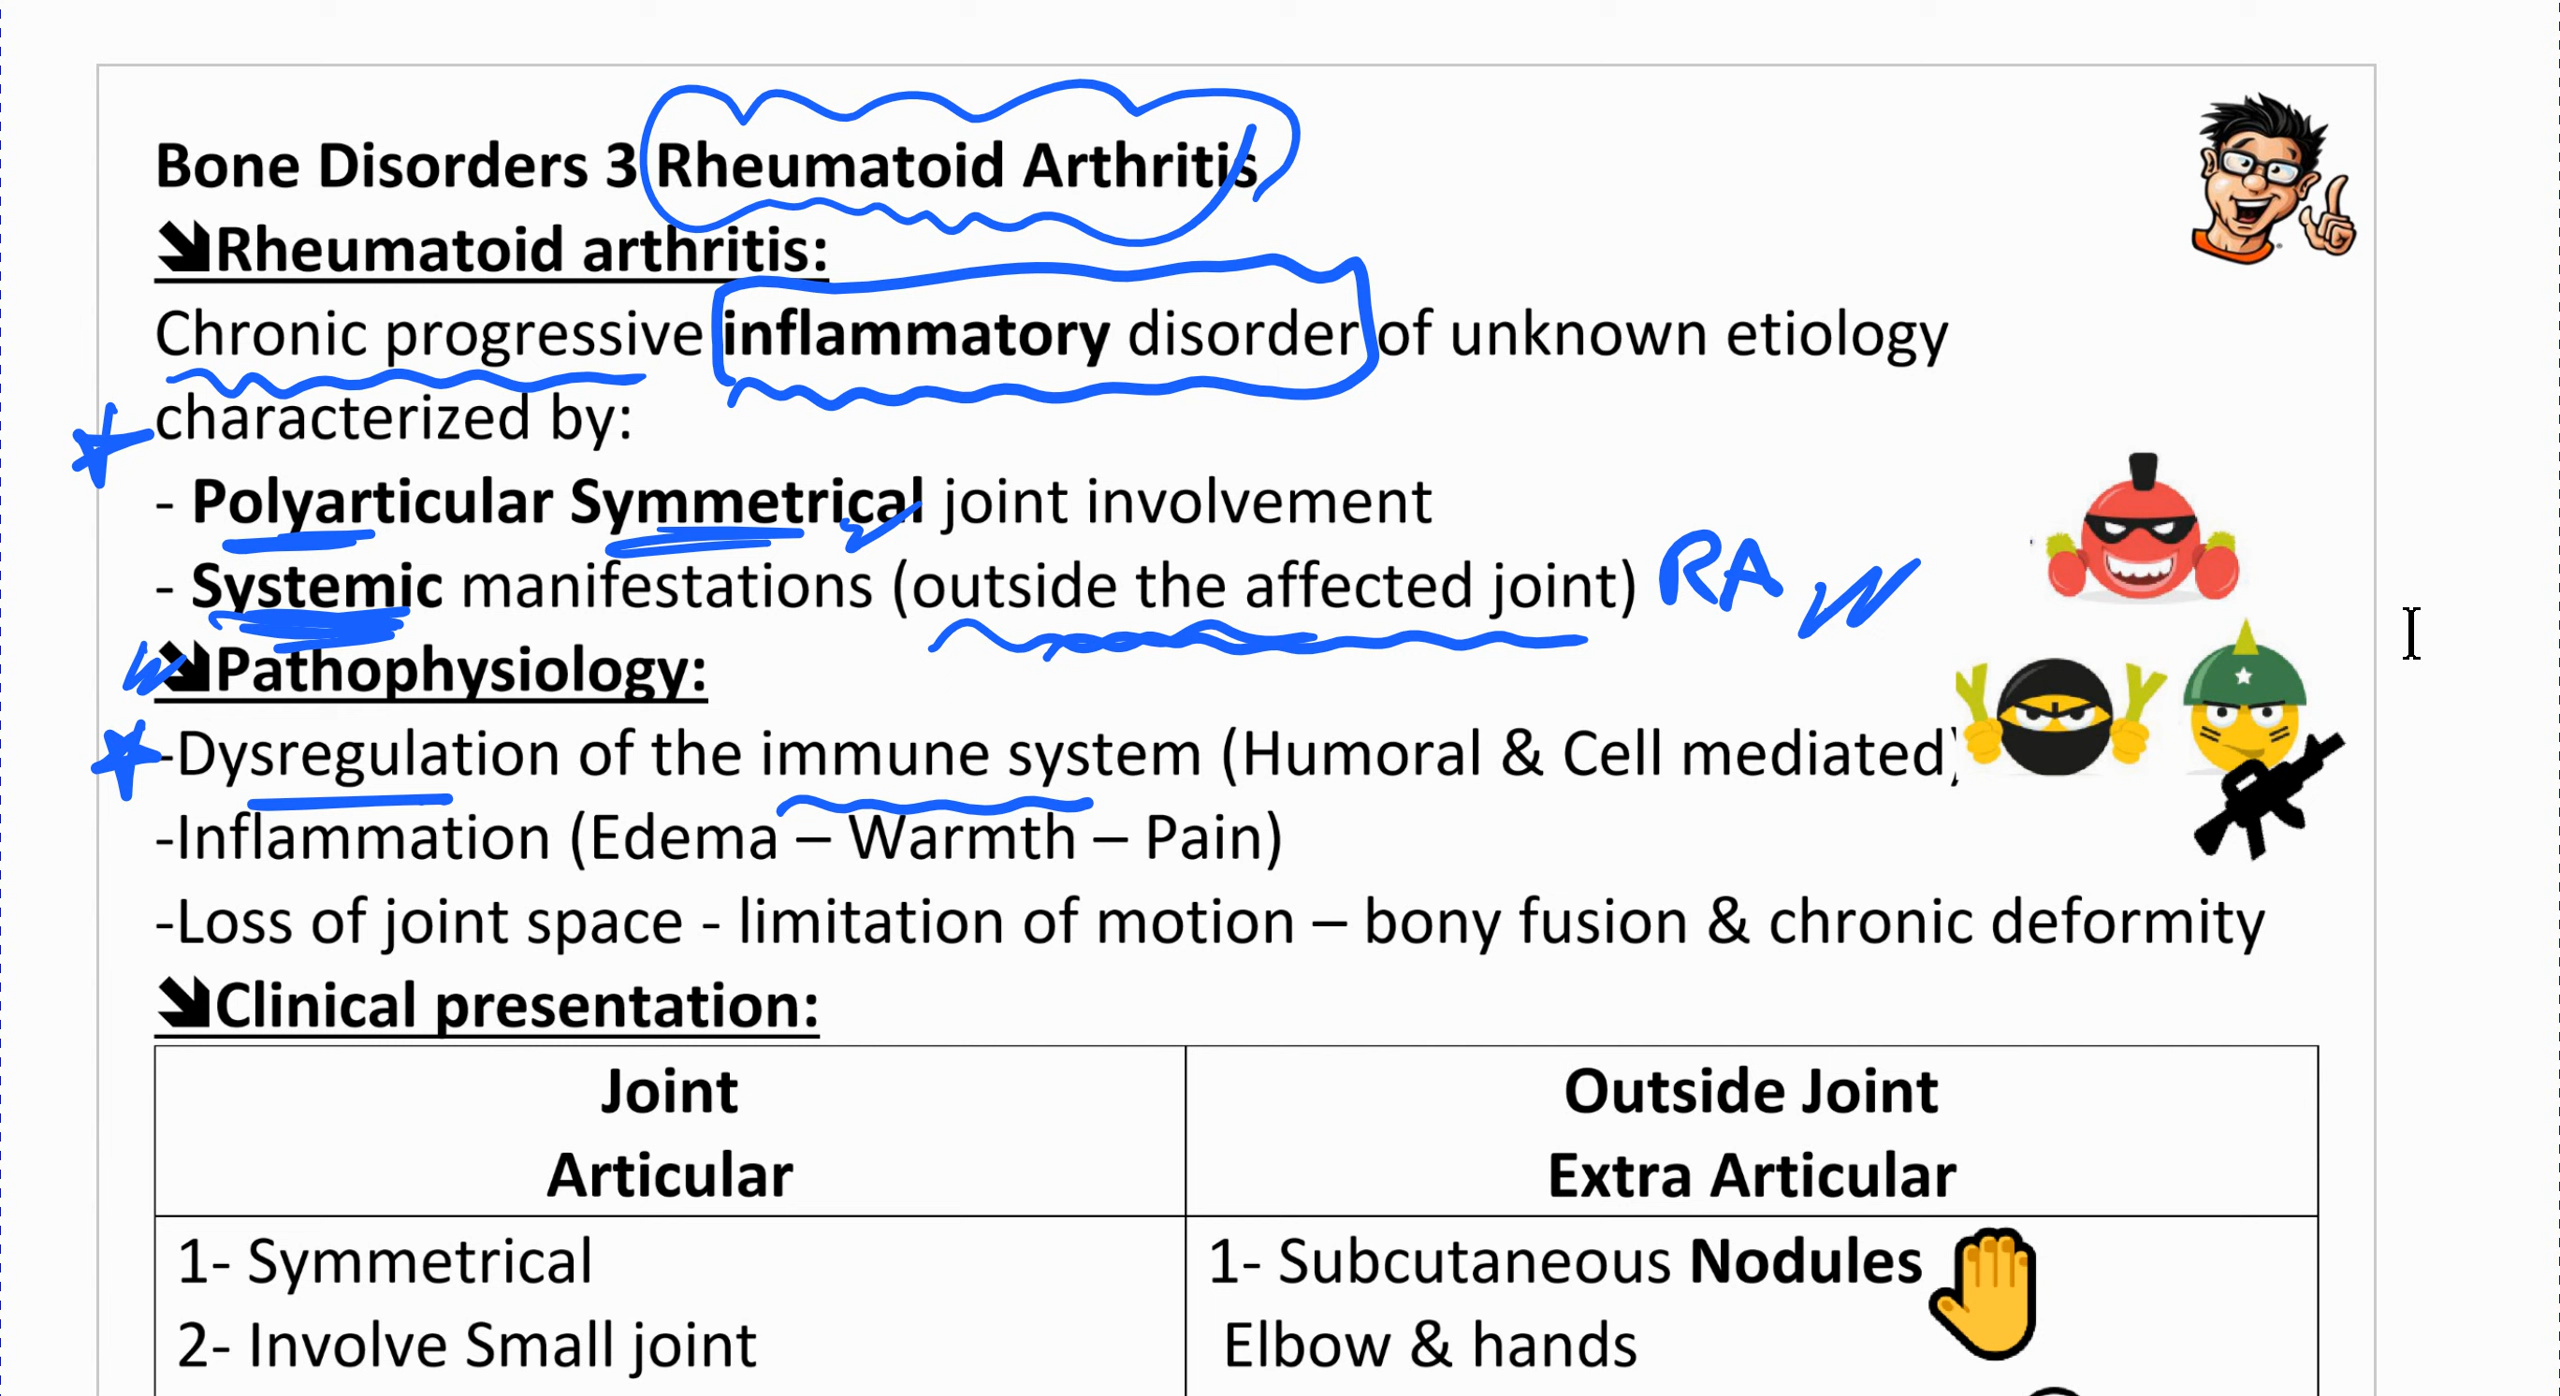 Bone Disorders 3 Rheumatoid Arthritis
Rheumatoid arthritis:
Chronic progressive inflammatory disorder of unknown etiology
characterized by:
- Polyarticular Symmetrical joint involvement
- Systemic manifestations (outside the affected joint) RA
Pathophysiology:
-Dysregulation of the immune system (Humoral & Cell mediated)
-Inflammation (Edema – Warmth – Pain)
-Loss of joint space - limitation of motion – bony fusion & chronic deformity
Clinical presentation:
Joint
Articular
Outside Joint
Extra Articular
1- Symmetrical
2- Involve Small joint
1- Subcutaneous Nodules
Elbow & hands